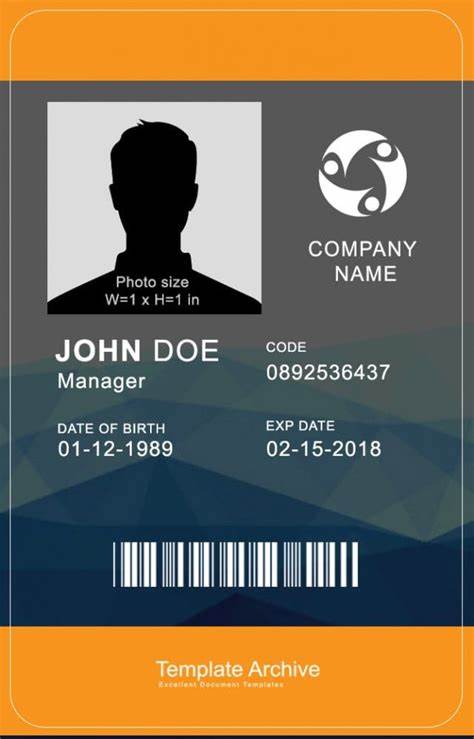 Photo size
W=1 x H=1 in
COMPANY
NAME
JOHN DOE
Manager
CODE
0892536437
DATE OF BIRTH
01-12-1989
EXP DATE
02-15-2018
Template Archive
Excellent Document Templates